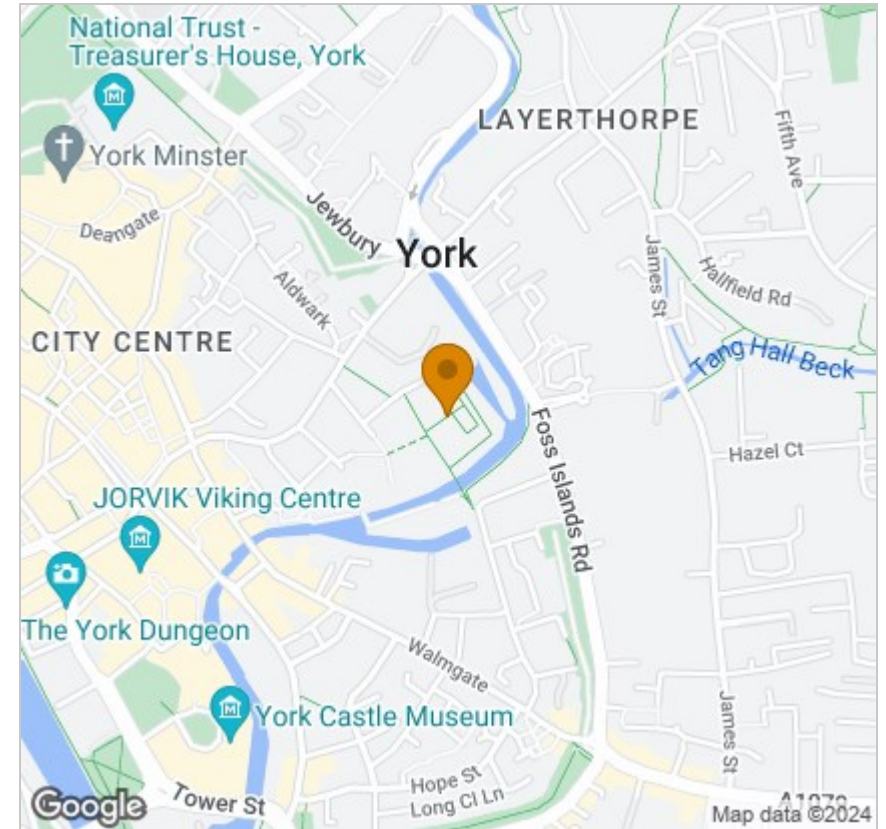 National Trust -
Treasurer's House, York
LAYERTHORPE
Fifth Ave
York Minster
Deangate
Jewbury
York
James St
Hallfield Rd
Aldwark
CITY CENTRE
Tang Hall Beck
Foss Islands Rd
Hazel Ct
JORVIK Viking Centre
The York Dungeon
Walmgate
York Castle Museum
James St
Hope St
Long Cl Ln
Tower St
Google
Map data ©2024